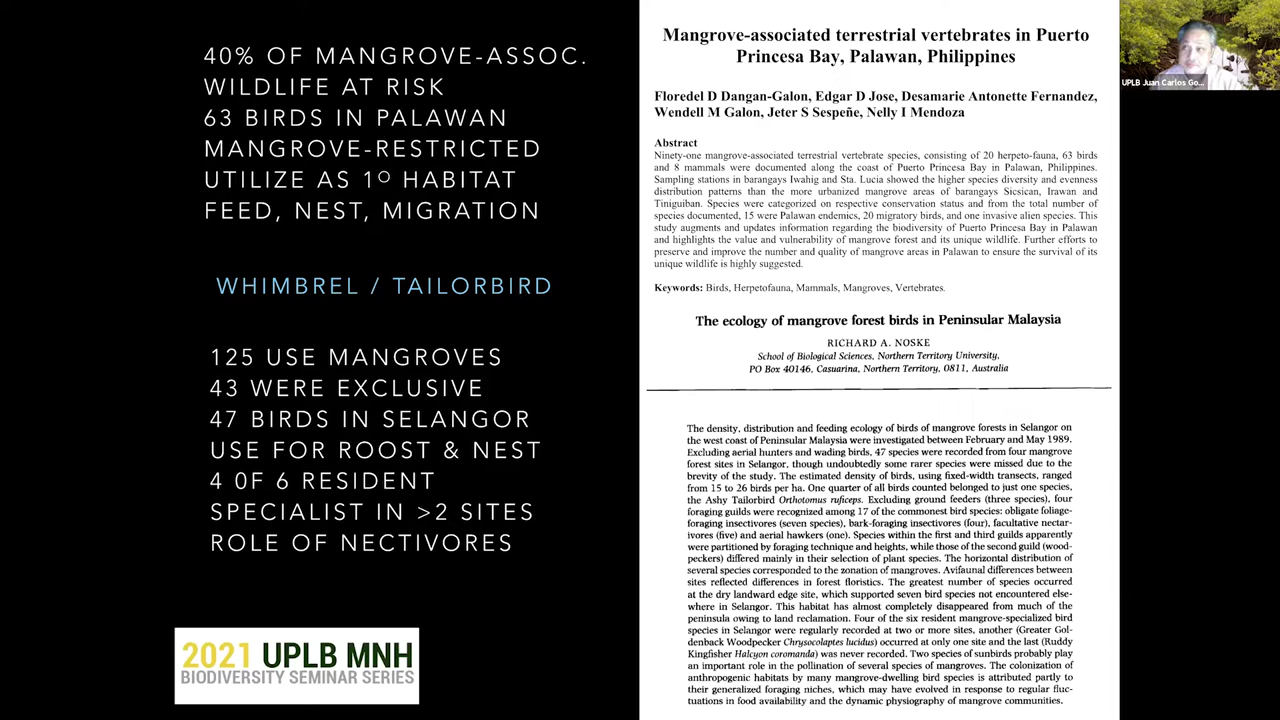 40% OF MANGROVE-ASSOC.
WILDLIFE AT RISK
63 BIRDS IN PALAWAN
MANGROVE-RESTRICTED
UTILIZE AS 1º HABITAT
FEED, NEST, MIGRATION
WHIMBREL / TAILORBIRD
125 USE MANGROVES
43 WERE EXCLUSIVE
47 BIRDS IN SELANGOR
USE FOR ROOST & NEST
4 0F 6 RESIDENT
SPECIALIST IN >2 SITES
ROLE OF NECTIVORES
2021 UPLB MNH
BIODIVERSITY SEMINAR SERIES
Mangrove-associated terrestrial vertebrates in Puerto
Princesa Bay, Palawan, Philippines
Floredel D Dangan-Galon, Edgar D Jose, Desamarie Antonette Fernandez,
Wendell M Galon, Jeter S Sespeñe, Nelly I Mendoza
Abstract
Ninety-one mangrove-associated terrestrial vertebrate species, consisting of 20 herpeto-fauna, 63 birds
and 8 mammals were documented along the coast of Puerto Princesa Bay in Palawan, Philippines.
Sampling stations in barangays Iwahig and Sta. Lucia showed the higher species diversity and evenness
distribution patterns than the more urbanized mangrove areas of barangays Sicsican, Irawan and
Tiniguiban. Species were categorized on respective conservation status and from the total number of
species documented, 15 were Palawan endemics, 20 migratory birds, and one invasive alien species. This
study augments and updates information regarding the biodiversity of Puerto Princesa Bay in Palawan
and highlights the value and vulnerability of mangrove forest and its unique wildlife. Further efforts to
preserve and improve the number and quality of mangrove areas in Palawan to ensure the survival of its
unique wildlife is highly suggested.
Keywords: Birds, Herpetofauna, Mammals, Mangroves, Vertebrates.
The ecology of mangrove forest birds in Peninsular Malaysia
RICHARD A. NOSKE
School of Biological Sciences, Northern Territory University,
PO Box 40146, Casuarina, Northern Territory, 0811, Australia
The density, distribution and feeding ecology of birds of mangrove forests in Selangor on
the west coast of Peninsular Malaysia were investigated between February and May 1989.
Excluding aerial hunters and wading birds, 47 species were recorded from four mangrove
forest sites in Selangor, though undoubtedly some rarer species were missed due to the
brevity of the study. The estimated density of birds, using fixed-width transects, ranged
from 15 to 26 birds per ha. One quarter of all birds counted belonged to just one species,
the Ashy Tailorbird Orthotomus ruficeps. Excluding ground feeders (three species), four
foraging guilds were recognized among 17 of the commonest bird species: obligate foliage-
foraging insectivores (seven species), bark-foraging insectivores (four), facultative nectar-
ivores (five) and aerial hawkers (one). Species within the first and third guilds apparently
were partitioned by foraging technique and heights, while those of the second guild (wood-
peckers) differed mainly in their selection of plant species. The horizontal distribution of
several species corresponded to the zonation of mangroves. Avifaunal differences between
sites reflected differences in forest floristics. The greatest number of species occurred
at the dry landward edge site, which supported seven bird species not encountered else-
where in Selangor. This habitat has almost completely disappeared from much of the
peninsula owing to land reclamation. Four of the six resident mangrove-specialized bird
species in Selangor were regularly recorded at two or more sites, another (Greater Gol-
denback Woodpecker Chrysocolaptes lucidus) occurred at only one site and the last (Ruddy
Kingfisher Halcyon coromanda) was never recorded. Two species of sunbirds probably play
an important role in the pollination of several species of mangroves. The colonization of
anthropogenic habitats by many mangrove-dwelling bird species is attributed partly to
their generalized foraging niches, which may have evolved in response to regular fluc-
tuations in food availability and the dynamic physiography of mangrove communities.
UPLB Juan Carlos Go...